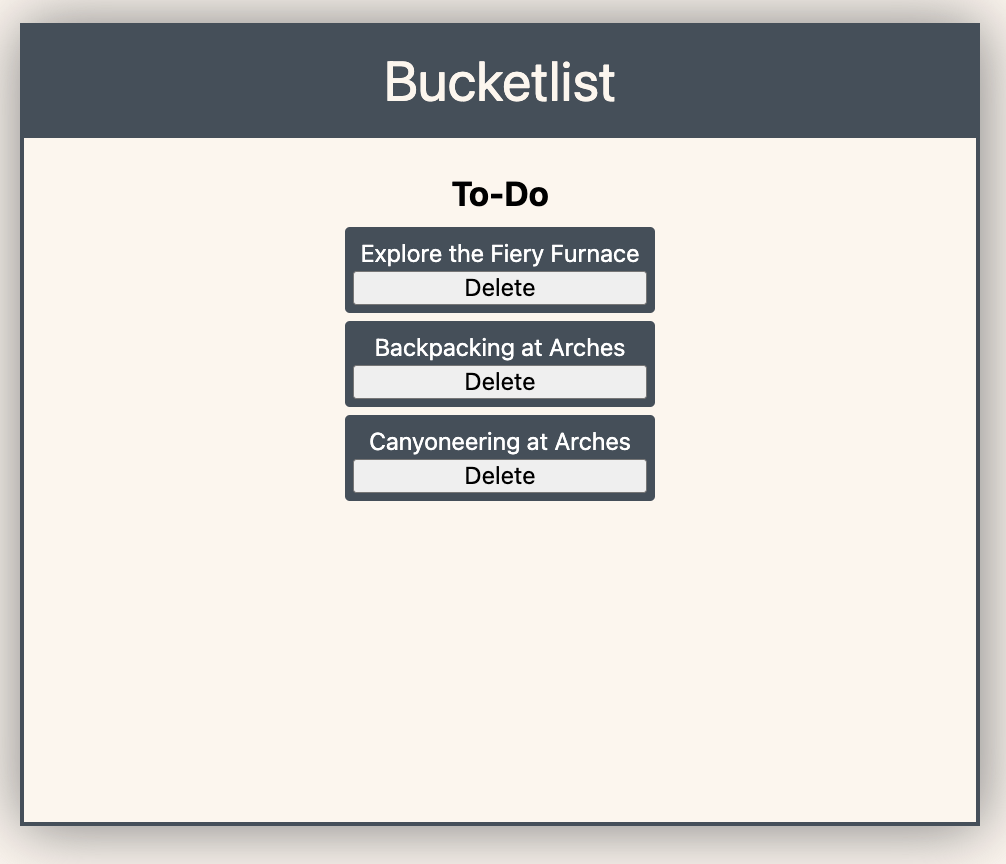 Bucketlist
To-Do
Explore the Fiery Furnace
Delete
Backpacking at Arches
Delete
Canyoneering at Arches
Delete